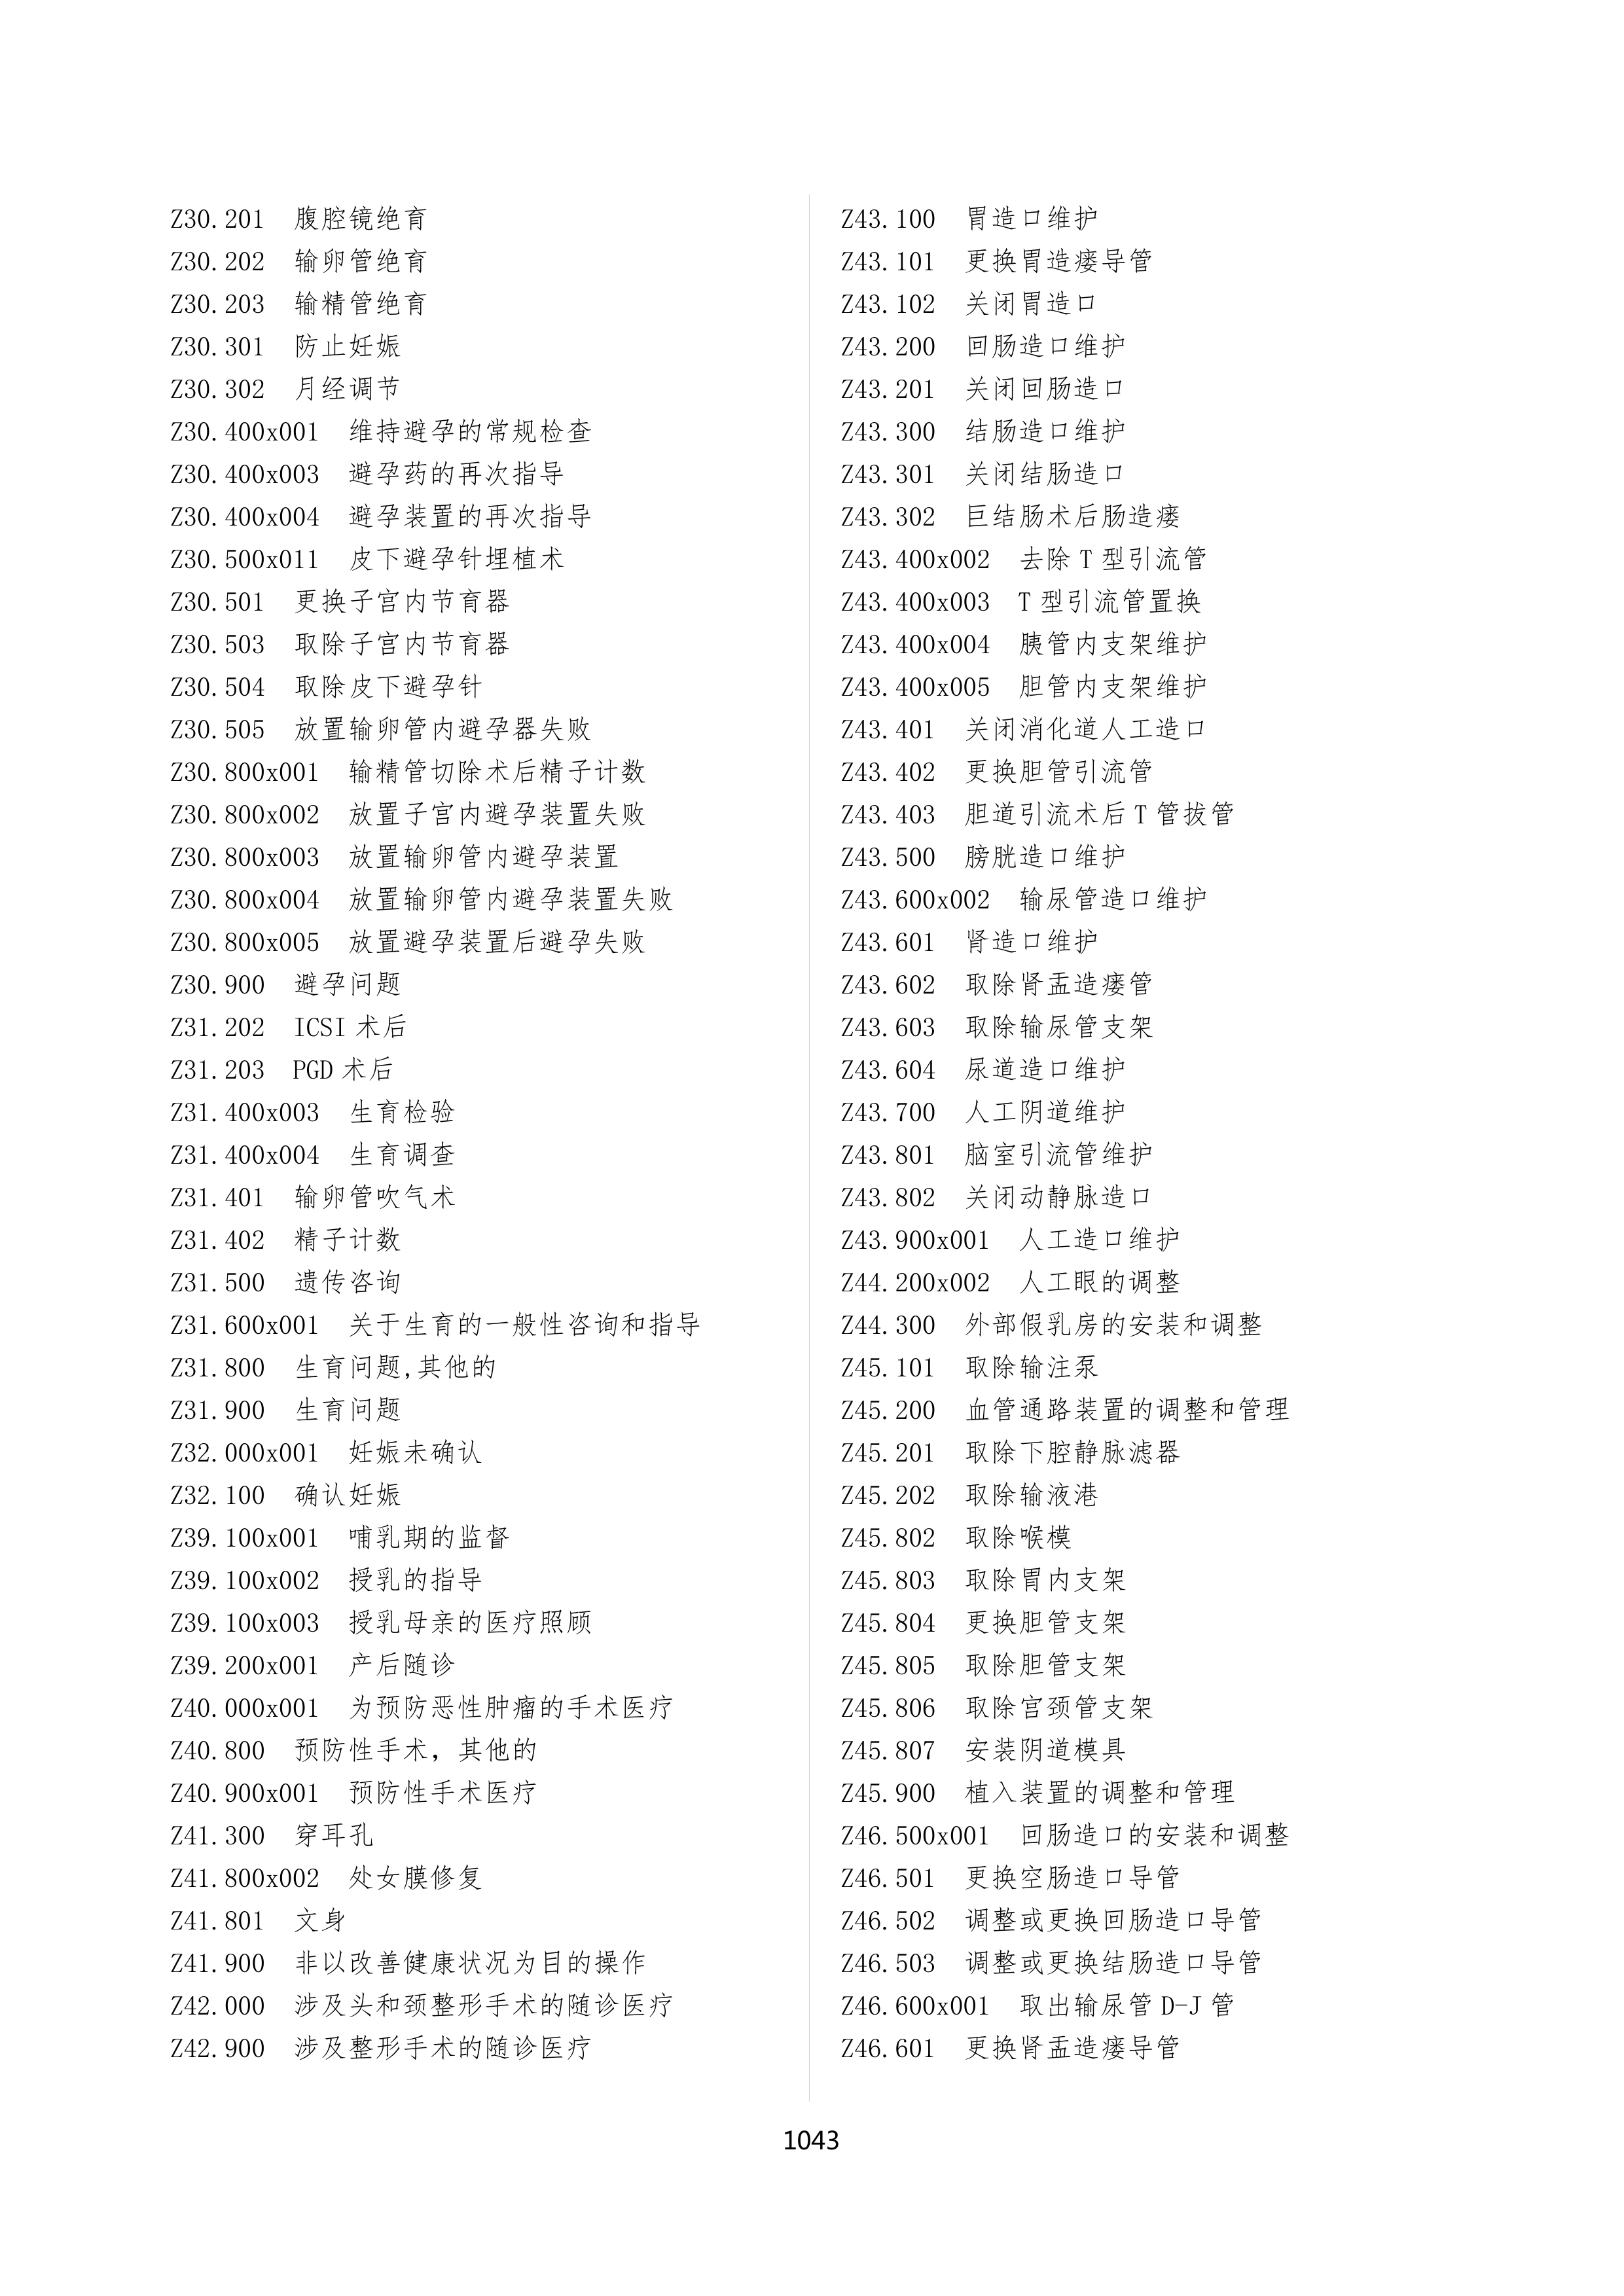 Z30.201 腹腔镜绝育
Z30.202 输卵管绝育
Z30.203 输精管绝育
Z30.301 防止妊娠
Z30.302 月经调节
Z30.400x001 维持避孕的常规检查
Z30.400x003 避孕药的再次指导
Z30.400x004 避孕装置的再次指导
Z30.500x011 皮下避孕针埋植术
Z30.501 更换子宫内节育器
Z30.503 取除子宫内节育器
Z30.504 取除皮下避孕针
Z30.505 放置输卵管内避孕器失败
Z30.800x001 输精管切除术后精子计数
Z30.800x002 放置子宫内避孕装置失败
Z30.800x003 放置输卵管内避孕装置
Z30.800x004 放置输卵管内避孕装置失败
Z30.800x005 放置避孕装置后避孕失败
Z30.900 避孕问题
Z31.202 ICSI 术后
Z31.203 PGD 术后
Z31.400x003 生育检验
Z31.400x004 生育调查
Z31.401 输卵管吹气术
Z31.402 精子计数
Z31.500 遗传咨询
Z31.600x001 关于生育的一般性咨询和指导
Z31.800 生育问题,其他的
Z31.900 生育问题
Z32.000x001 妊娠未确认
Z32.100 确认妊娠
Z39.100x001 哺乳期的监督
Z39.100x002 授乳的指导
Z39.100x003 授乳母亲的医疗照顾
Z39.200x001 产后随诊
Z40.000x001 为预防恶性肿瘤的手术医疗
Z40.800 预防性手术，其他的
Z40.900x001 预防性手术医疗
Z41.300 穿耳孔
Z41.800x002 处女膜修复
Z41.801 文身
Z41.900 非以改善健康状况为目的操作
Z42.000 涉及头和颈整形手术的随诊医疗
Z42.900 涉及整形手术的随诊医疗
Z43.100 胃造口维护
Z43.101 更换胃造瘘导管
Z43.102 关闭胃造口
Z43.200 回肠造口维护
Z43.201 关闭回肠造口
Z43.300 结肠造口维护
Z43.301 关闭结肠造口
Z43.302 巨结肠术后肠造瘘
Z43.400x002 去除 T 型引流管
Z43.400x003 T 型引流管置换
Z43.400x004 胰管内支架维护
Z43.400x005 胆管内支架维护
Z43.401 关闭消化道人工造口
Z43.402 更换胆管引流管
Z43.403 胆道引流术后 T 管拔管
Z43.500 膀胱造口维护
Z43.600x002 输尿管造口维护
Z43.601 肾造口维护
Z43.602 取除肾盂造瘘管
Z43.603 取除输尿管支架
Z43.604 尿道造口维护
Z43.700 人工阴道维护
Z43.801 脑室引流管维护
Z43.802 关闭动静脉造口
Z43.900x001 人工造口维护
Z44.200x002 人工眼的调整
Z44.300 外部假乳房的安装和调整
Z45.101 取除输注泵
Z45.200 血管通路装置的调整和管理
Z45.201 取除下腔静脉滤器
Z45.202 取除输液港
Z45.802 取除喉模
Z45.803 取除胃内支架
Z45.804 更换胆管支架
Z45.805 取除胆管支架
Z45.806 取除宫颈管支架
Z45.807 安装阴道模具
Z45.900 植入装置的调整和管理
Z46.500x001 回肠造口的安装和调整
Z46.501 更换空肠造口导管
Z46.502 调整或更换回肠造口导管
Z46.503 调整或更换结肠造口导管
Z46.600x001 取出输尿管 D-J 管
Z46.601 更换肾盂造瘘导管
1043